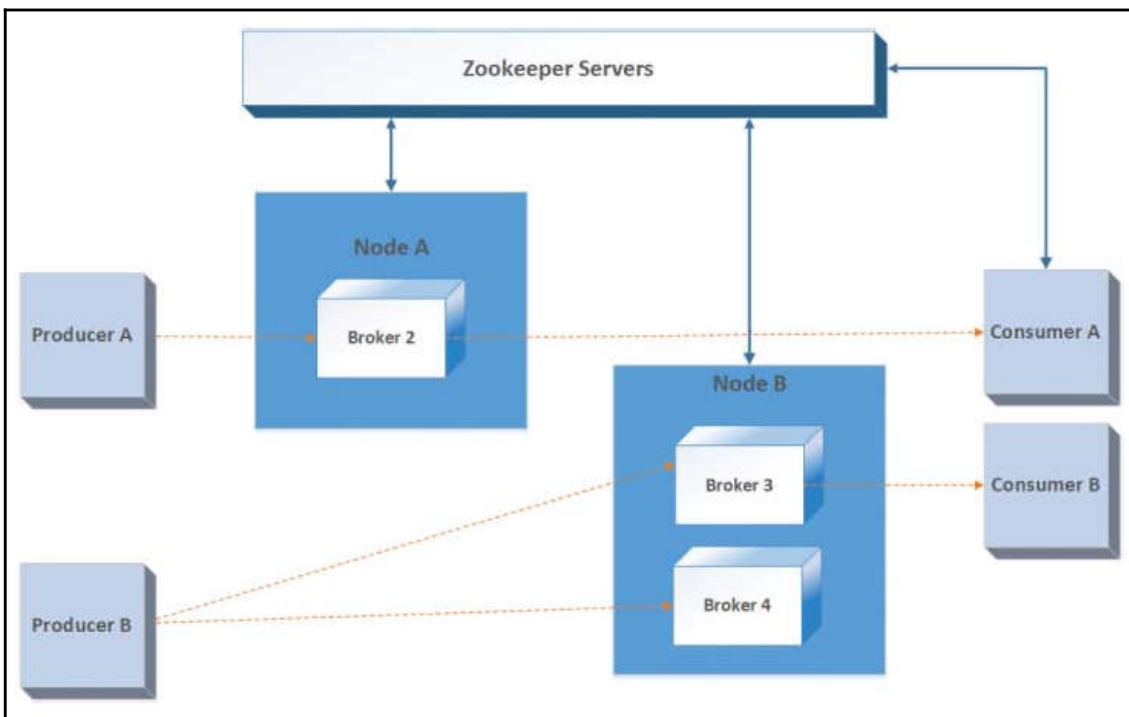 Zookeeper Servers
Node A
Producer A
Broker 2
Consumer A
Node B
Broker 3
Consumer B
Broker 4
Producer B